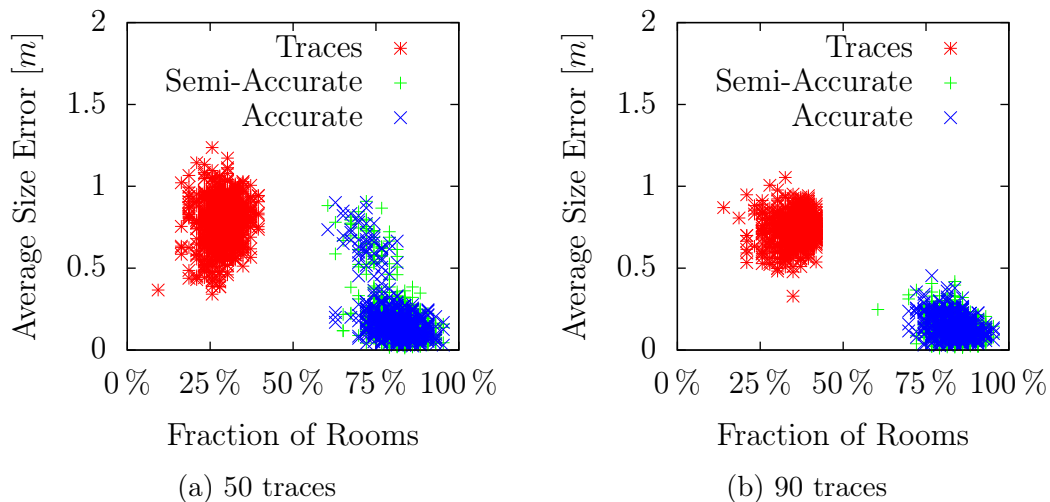 Average Size Error [m]
2
1.5
1
0.5
0
Traces
Semi-Accurate
Accurate
0 % 25 % 50 % 75 % 100 %
Fraction of Rooms
(a) 50 traces
Average Size Error [m]
2
1.5
1
0.5
0
Traces
Semi-Accurate
Accurate
0 % 25 % 50 % 75 % 100 %
Fraction of Rooms
(b) 90 traces